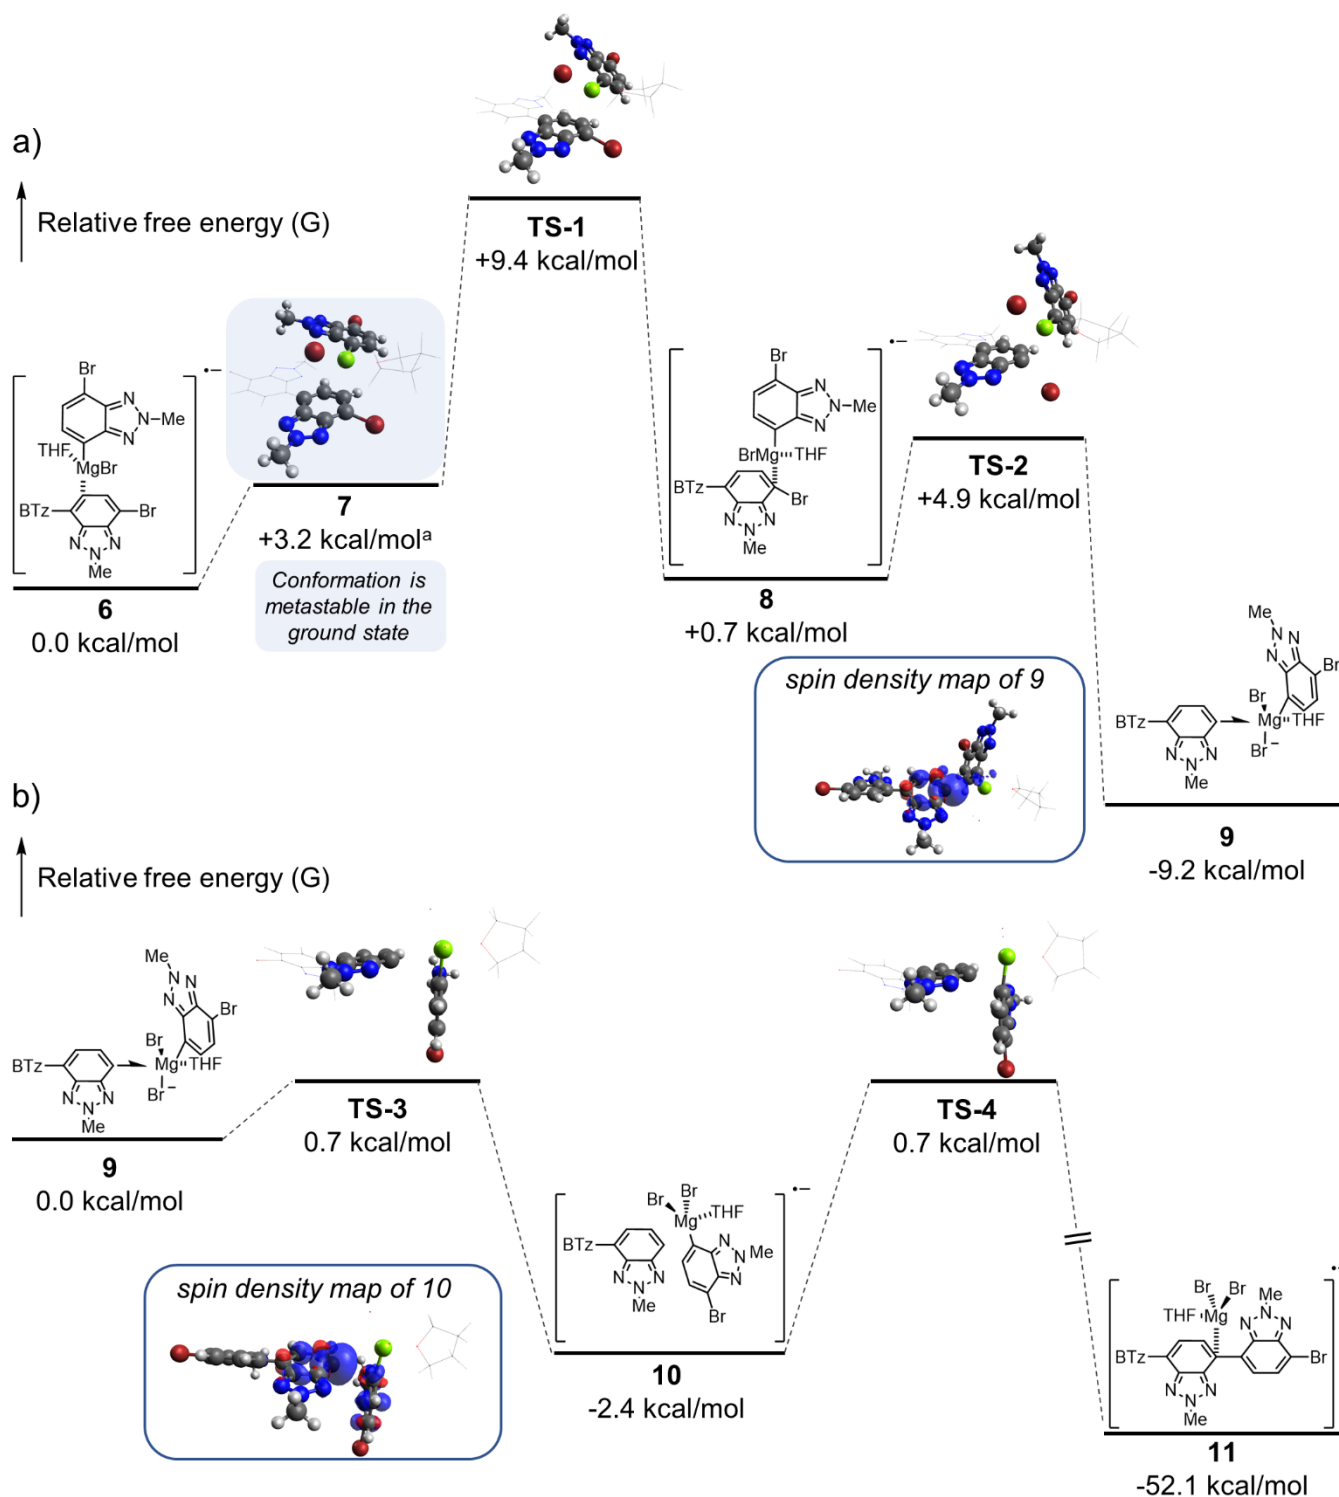 a)
Relative free energy (G)
TS-1
+9.4 kcal/mol
Br
N
N
N
Me
THF
MgBr
BTz
Br
N
N
N
Me
•−
6
0.0 kcal/mol
7
+3.2 kcal/molᵃ
Conformation is
metastable in the
ground state
Br
N
N
N
Me
BrMg
THF
BTz
Br
N
N
N
Me
•−
8
+0.7 kcal/mol
TS-2
+4.9 kcal/mol
Me
N
N
N
Br
Br
Mg
THF
Br
−
BTz
N
N
N
Me
9
-9.2 kcal/mol
spin density map of 9
b)
Relative free energy (G)
Me
N
N
N
Br
Br
Mg
THF
Br
−
BTz
N
N
N
Me
9
0.0 kcal/mol
TS-3
0.7 kcal/mol
spin density map of 10
Br
Br
Mg
THF
BTz
N
N
N
Me
N
N
N
Me
Br
•−
10
-2.4 kcal/mol
TS-4
0.7 kcal/mol
Br
Br
THF
Mg
Me
N
N
N
BTz
Br
N
N
N
Me
•−
11
-52.1 kcal/mol